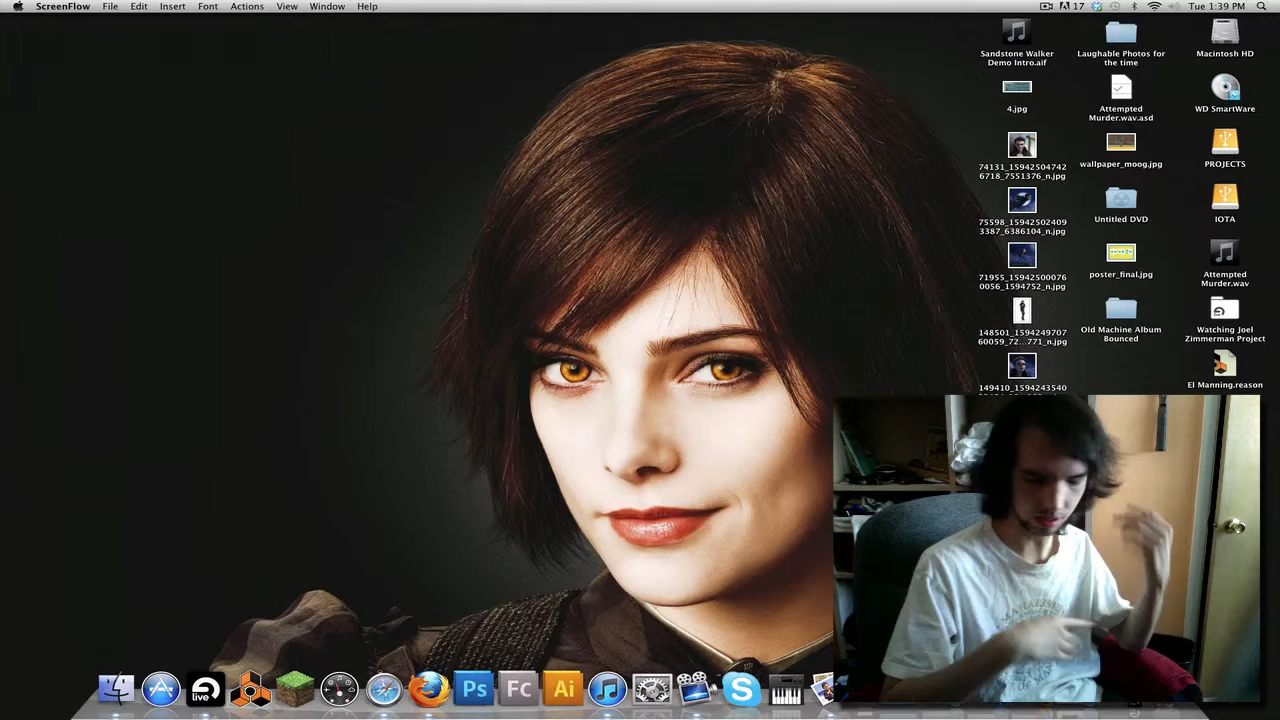 ScreenFlow File Edit Insert Font Actions View Window Help 17 Tue 1:39 PM
Sandstone Walker
Demo Intro.aif
Laughable Photos for
the time
Macintosh HD
4.jpg
Attempted
Murder.wav.asd
WD SmartWare
74131_15942504742
6718_7551376_n.jpg
wallpaper_moog.jpg
PROJECTS
75598_15942502409
3387_6386104_n.jpg
Untitled DVD
IOTA
71955_15942500076
0056_1594752_n.jpg
poster_final.jpg
Attempted
Murder.wav
148501_1594249707
60059_72...771_n.jpg
Old Machine Album
Bounced
Watching Joel
Zimmerman Project
149410_1594243540
El Manning.reason
live
Ps Fc Ai